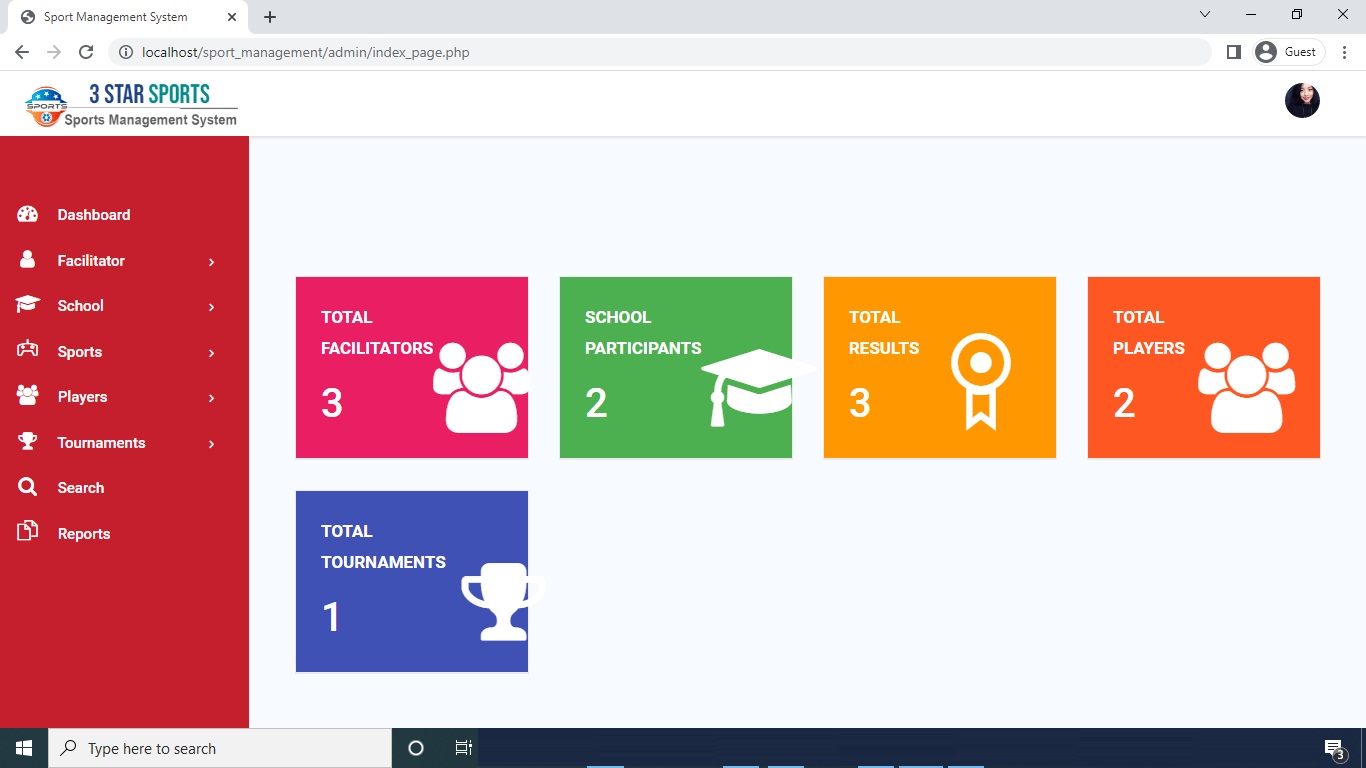 Sport Management System
localhost/sport_management/admin/index_page.php
Guest
3 STAR SPORTS
SPORTS
Sports Management System
Dashboard
Facilitator
School
Sports
Players
Tournaments
Search
Reports
TOTAL
FACILITATORS
3
SCHOOL
PARTICIPANTS
2
TOTAL
RESULTS
3
TOTAL
PLAYERS
2
TOTAL
TOURNAMENTS
1
Type here to search
3